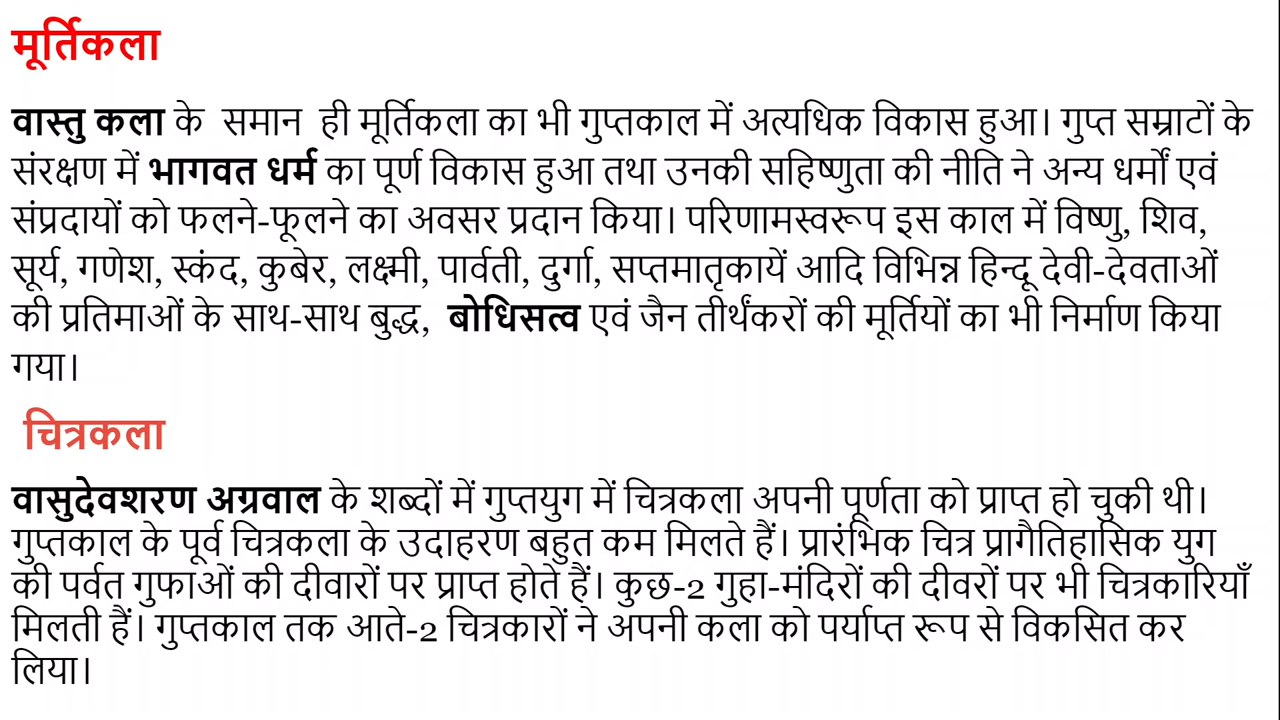 मूर्तिकला
वास्तु कला के समान ही मूर्तिकला का भी गुप्तकाल में अत्यधिक विकास हुआ। गुप्त सम्राटों के
संरक्षण में भागवत धर्म का पूर्ण विकास हुआ तथा उनकी सहिष्णुता की नीति ने अन्य धर्मों एवं
संप्रदायों को फलने-फूलने का अवसर प्रदान किया। परिणामस्वरूप इस काल में विष्णु, शिव,
सूर्य, गणेश, स्कंद, कुबेर, लक्ष्मी, पार्वती, दुर्गा, सप्तमातृकायें आदि विभिन्न हिन्दू देवी-देवताओं
की प्रतिमाओं के साथ-साथ बुद्ध, बोधिसत्व एवं जैन तीर्थंकरों की मूर्तियों का भी निर्माण किया
गया।
चित्रकला
वासुदेवशरण अग्रवाल के शब्दों में गुप्तयुग में चित्रकला अपनी पूर्णता को प्राप्त हो चुकी थी।
गुप्तकाल के पूर्व चित्रकला के उदाहरण बहुत कम मिलते हैं। प्रारंभिक चित्र प्रागैतिहासिक युग
की पर्वत गुफाओं की दीवारों पर प्राप्त होते हैं। कुछ-2 गुहा-मंदिरों की दीवरों पर भी चित्रकारियाँ
मिलती हैं। गुप्तकाल तक आते-2 चित्रकारों ने अपनी कला को पर्याप्त रूप से विकसित कर
लिया।